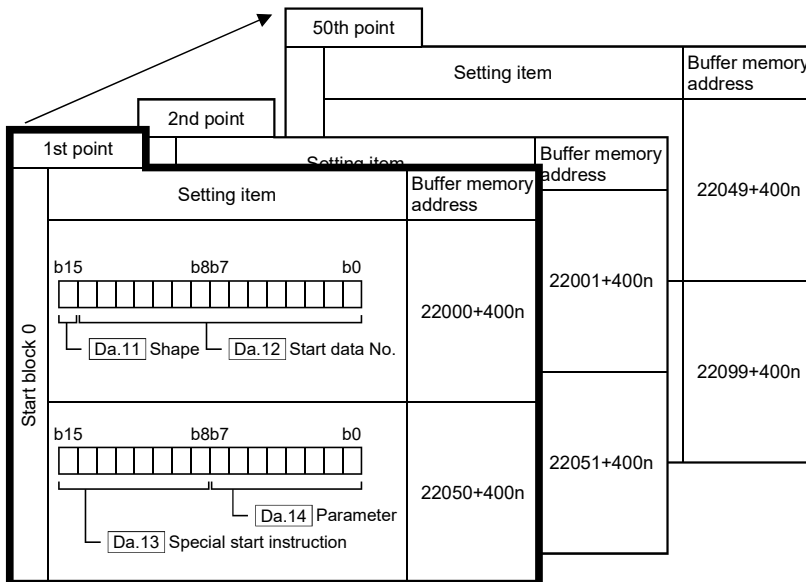 50th point
Setting item
Buffer memory
address
22049+400n
22099+400n
2nd point
Setting item
Buffer memory
address
22001+400n
22051+400n
1st point
Start block 0
Setting item
Buffer memory
address
b15 b8b7 b0
Da.11 Shape Da.12 Start data No.
22000+400n
b15 b8b7 b0
Da.14 Parameter
Da.13 Special start instruction
22050+400n